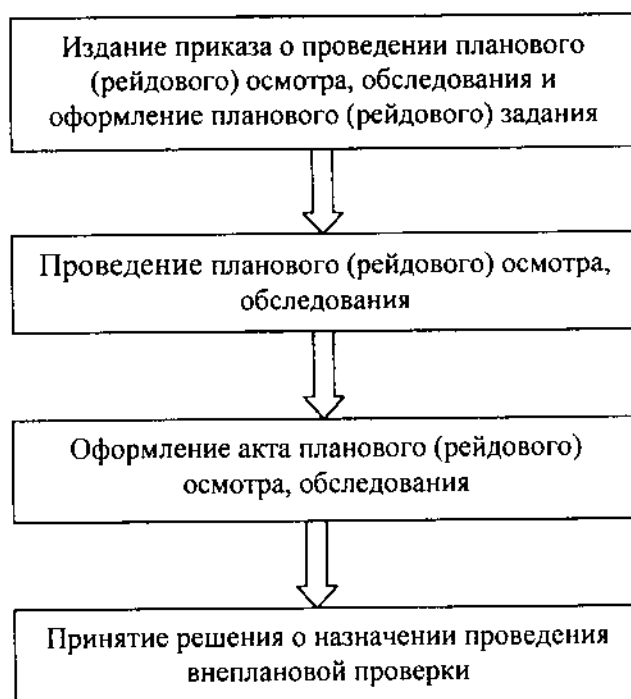 Издание приказа о проведении планового
(рейдового) осмотра, обследования и
оформление планового (рейдового) задания
Проведение планового (рейдового) осмотра,
обследования
Оформление акта планового (рейдового)
осмотра, обследования
Принятие решения о назначении проведения
внеплановой проверки